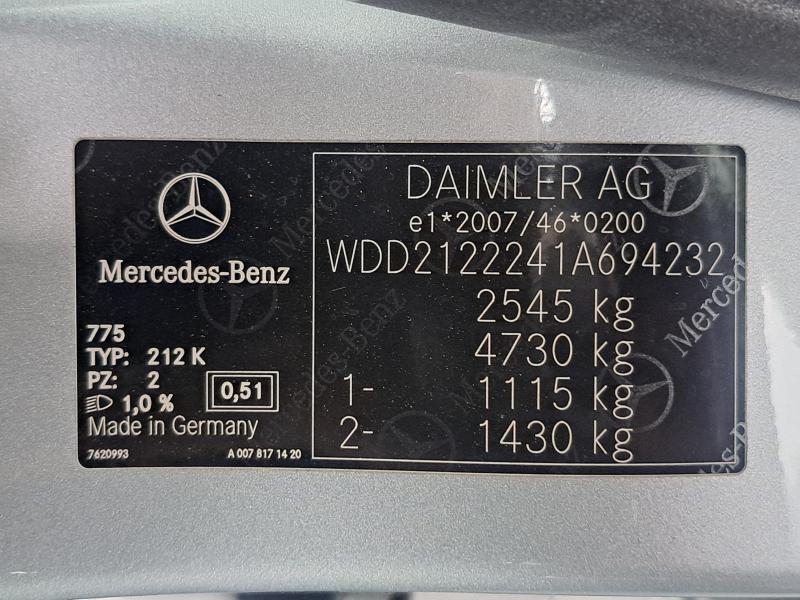 Mercedes-Benz
775
TYP: 212 K
PZ: 2
0,51
1,0 %
Made in Germany
7620993
A 007 817 14 20
DAIMLER AG
e1*2007/46*0200
WDD2122241A694232
2545 kg
4730 kg
1- 1115 kg
2- 1430 kg